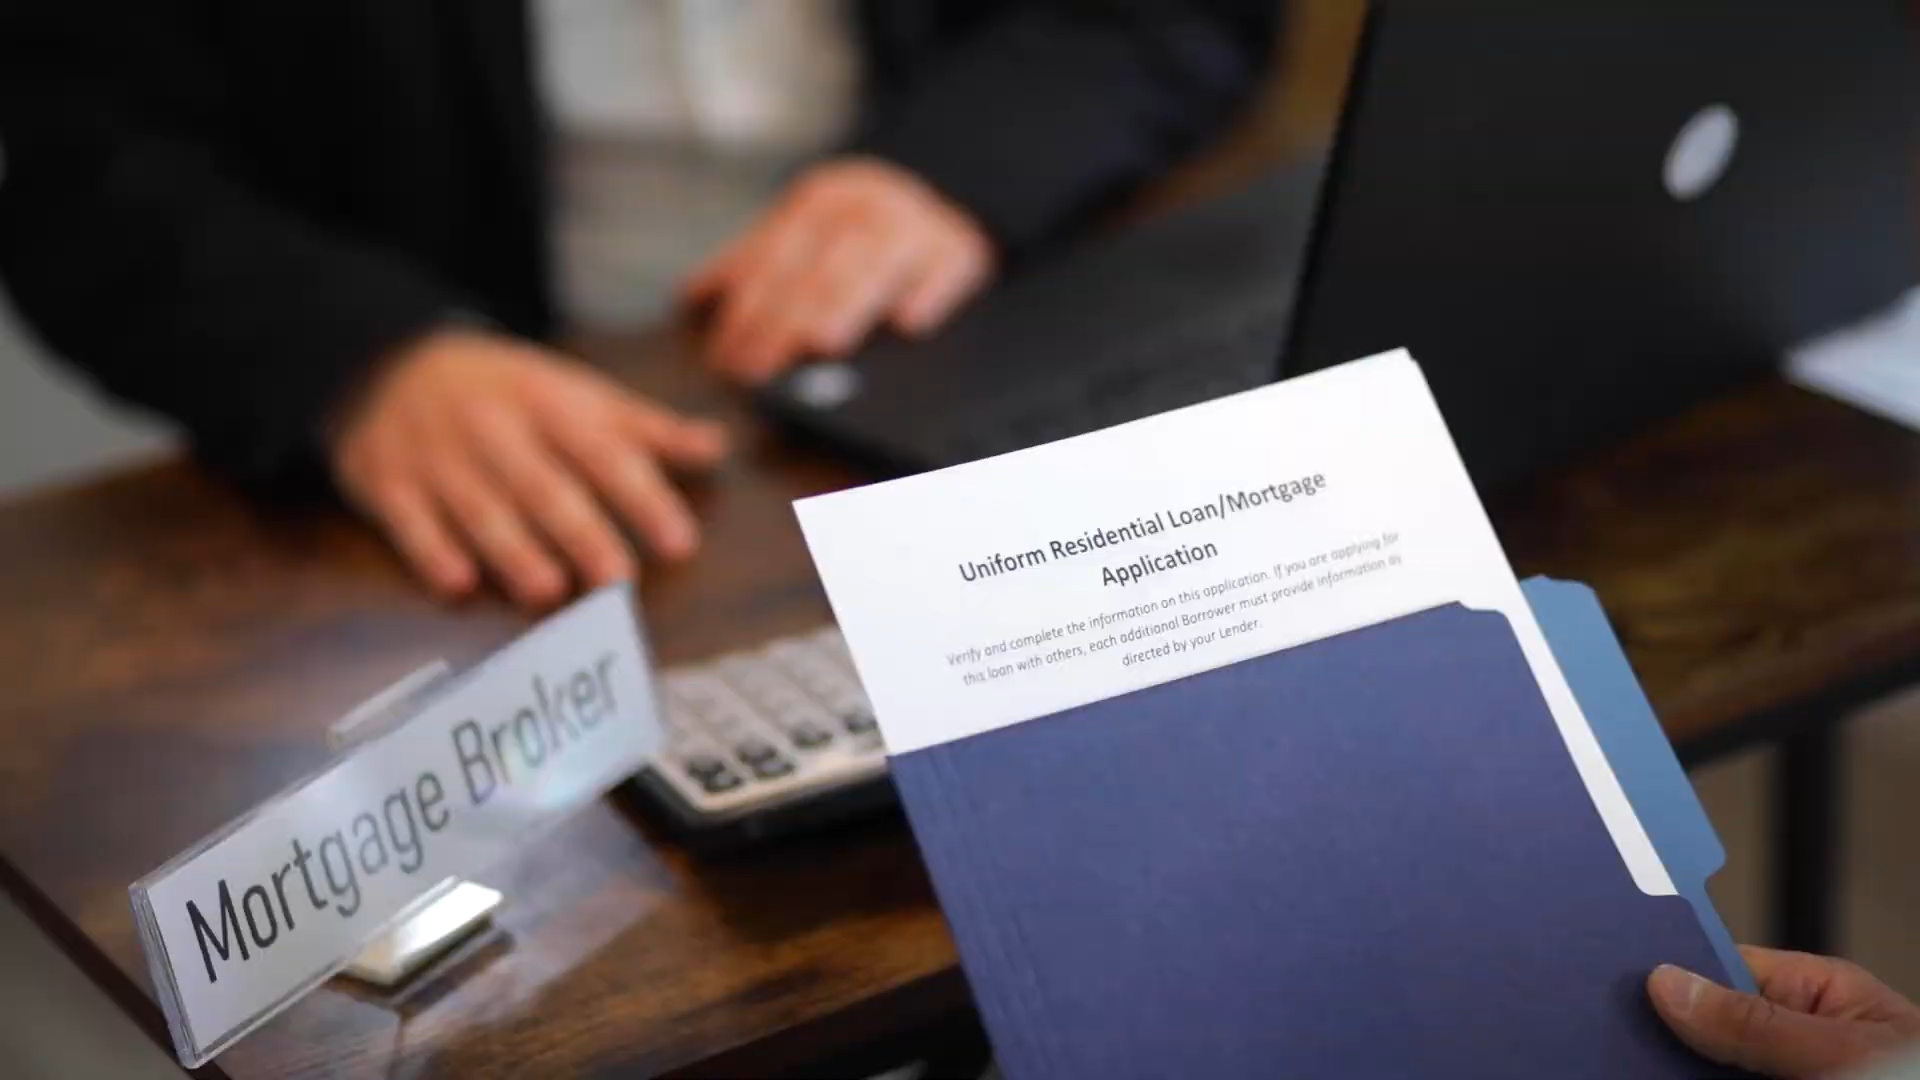 Uniform Residential Loan/Mortgage
Application
Verify and complete the information on this application. If you are applying for
this loan with others, each additional Borrower must provide information as
directed by your Lender.
Mortgage Broker